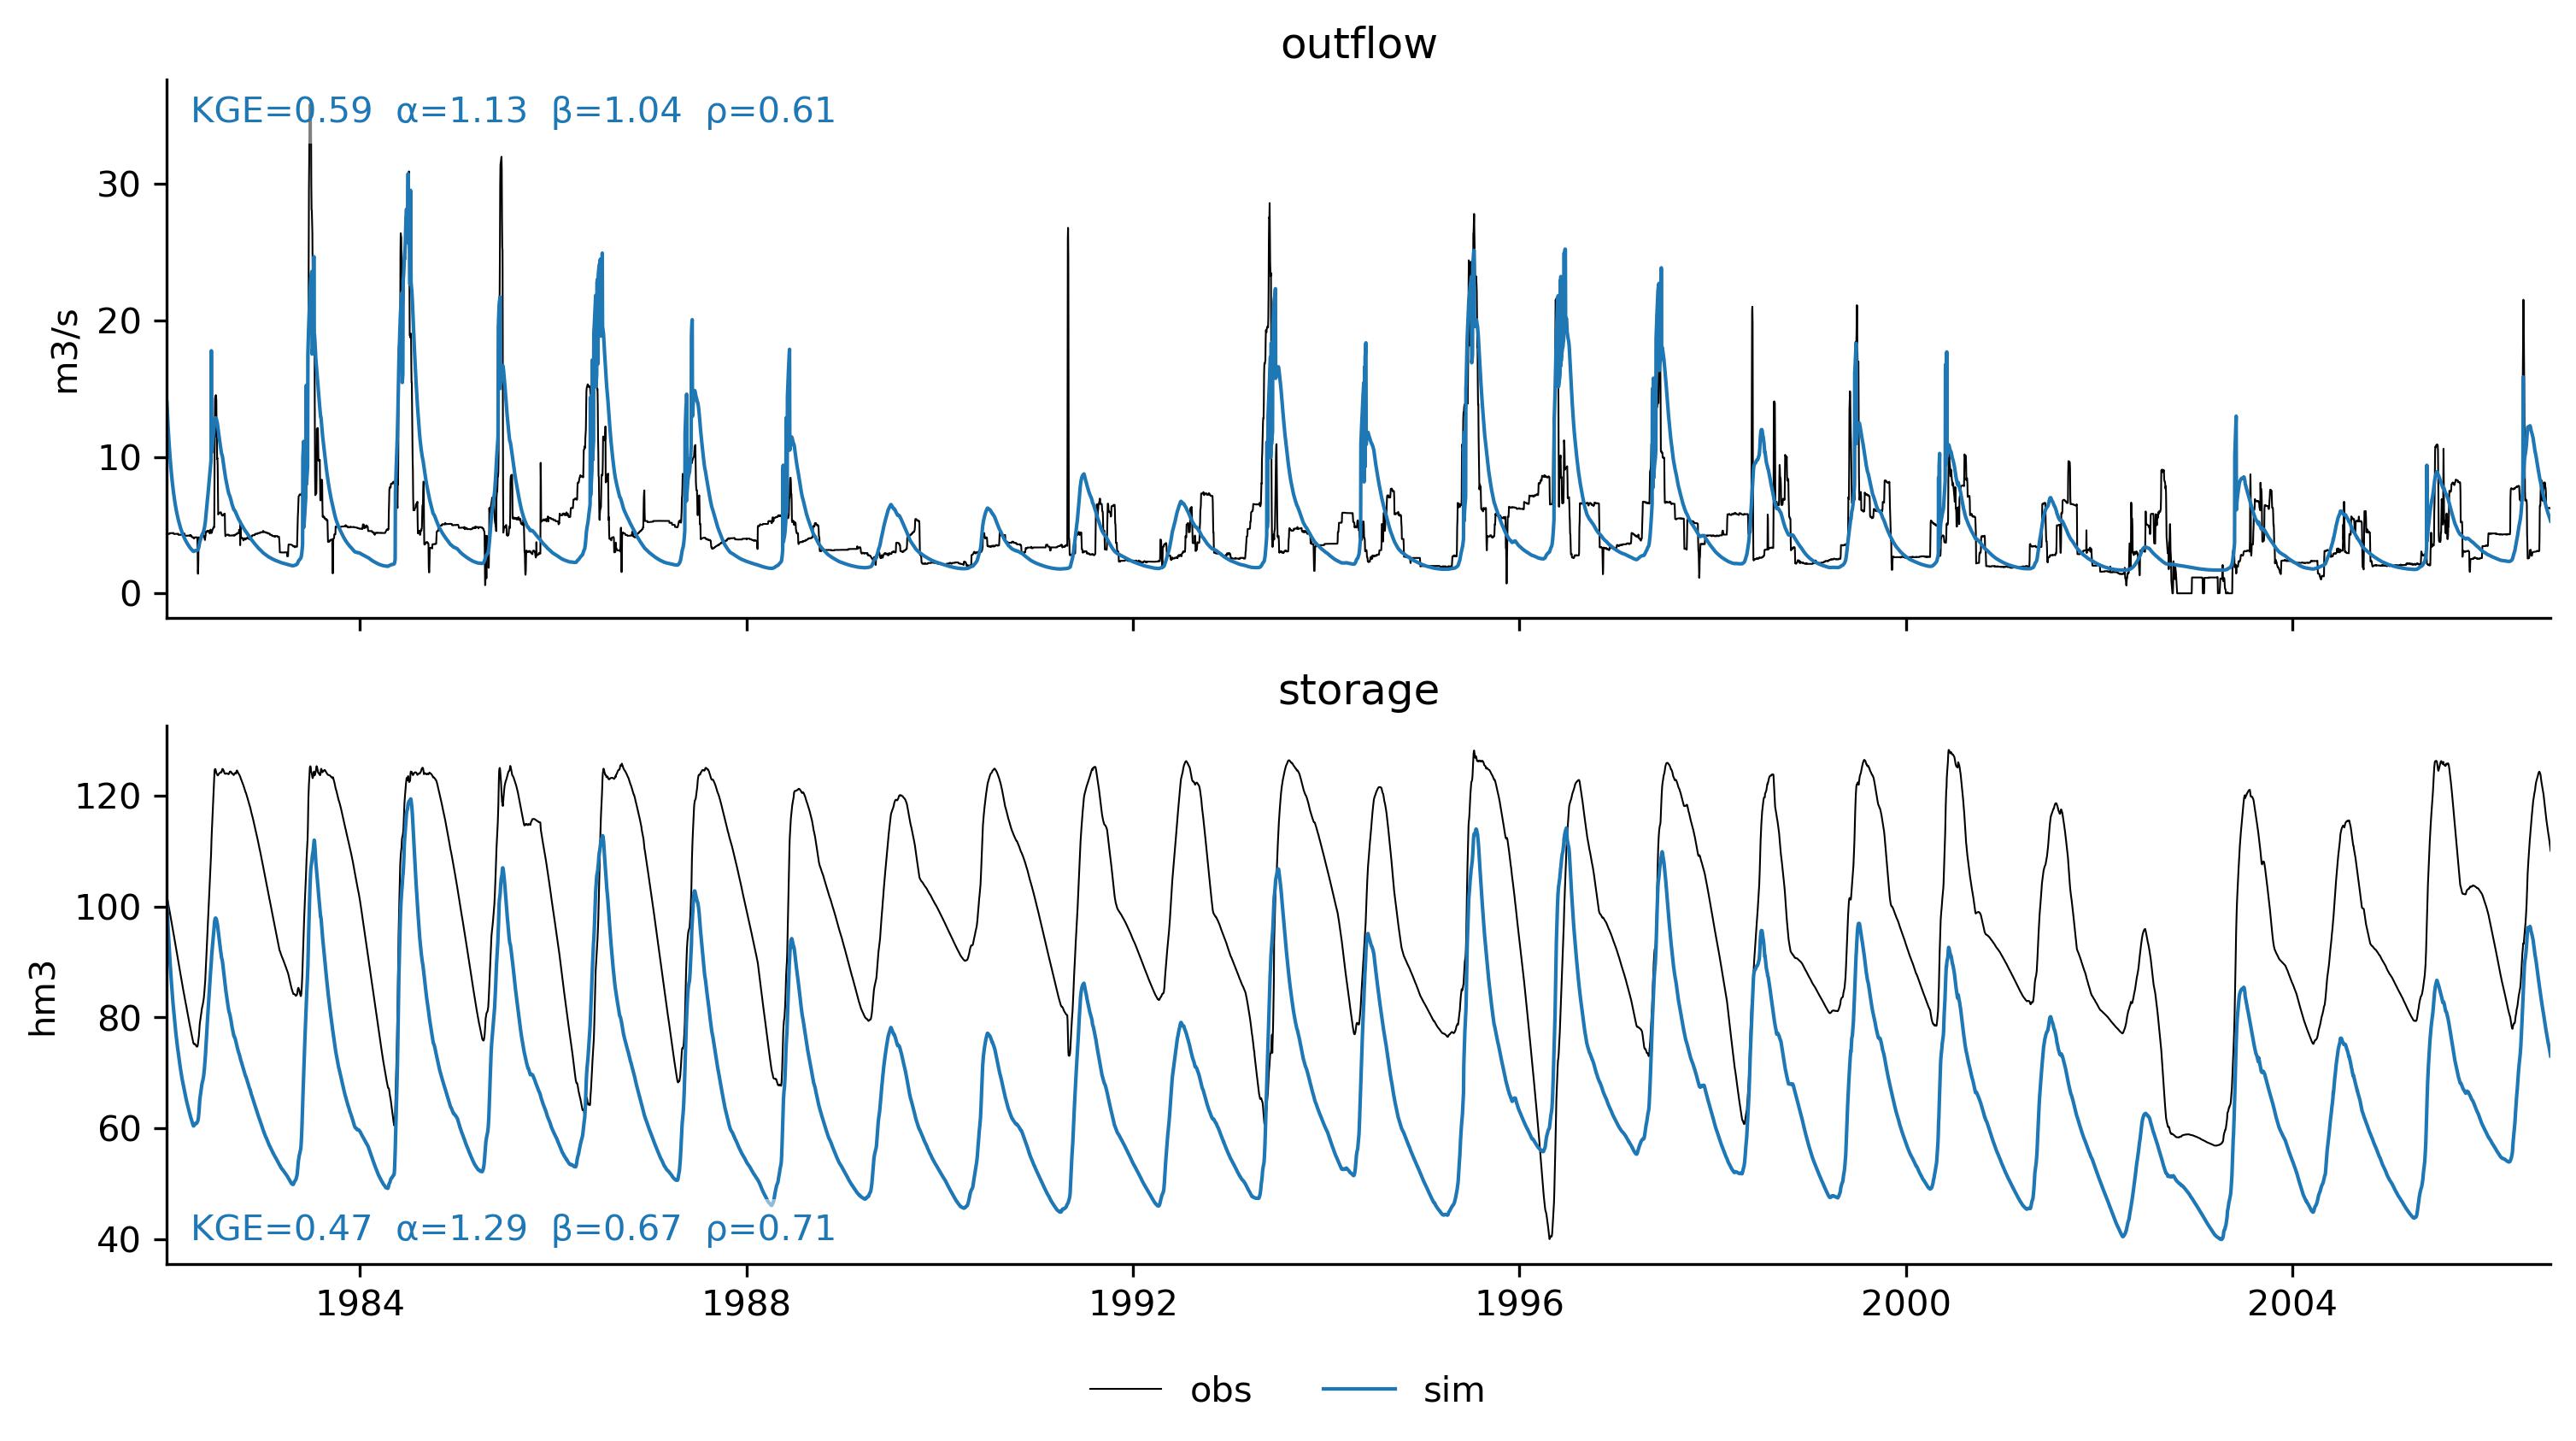 outflow
KGE=0.59 α=1.13 β=1.04 ρ=0.61
30
20
10
0
m3/s
storage
120
100
80
60
40
hm3
KGE=0.47 α=1.29 β=0.67 ρ=0.71
1984 1988 1992 1996 2000 2004
obs sim